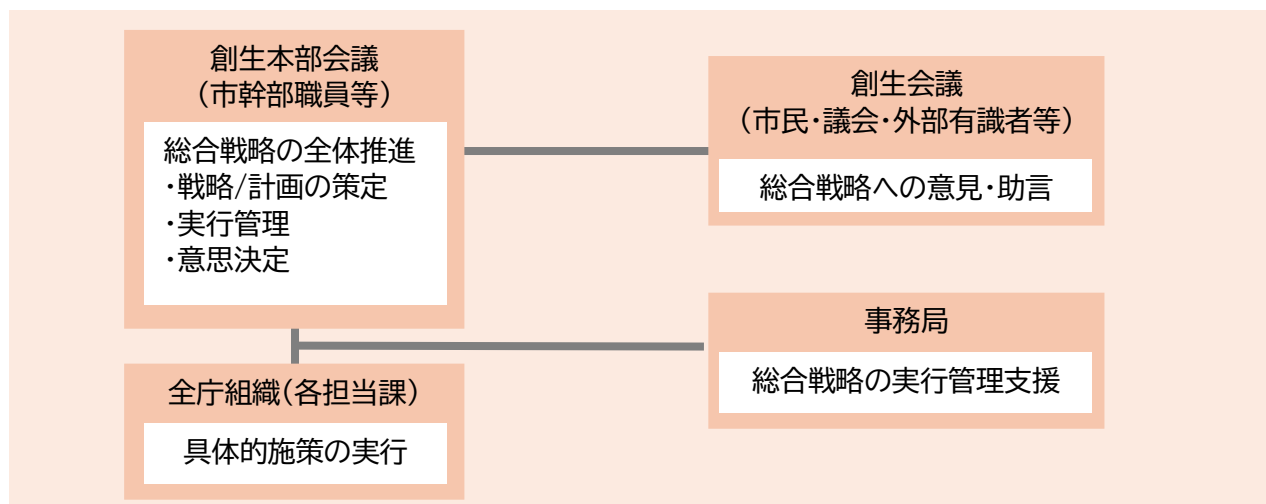 創生本部会議
（市幹部職員等）
総合戦略の全体推進
・戦略/計画の策定
・実行管理
・意思決定
創生会議
（市民・議会・外部有識者等）
総合戦略への意見・助言
事務局
総合戦略の実行管理支援
全庁組織（各担当課）
具体的施策の実行